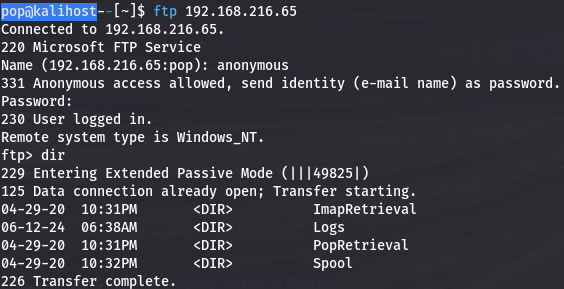 pop@kalihost--[~]$ ftp 192.168.216.65
Connected to 192.168.216.65.
220 Microsoft FTP Service
Name (192.168.216.65:pop): anonymous
331 Anonymous access allowed, send identity (e-mail name) as password.
Password:
230 User logged in.
Remote system type is Windows_NT.
ftp> dir
229 Entering Extended Passive Mode (|||49825|)
125 Data connection already open; Transfer starting.
04-29-20  10:31PM       <DIR>          ImapRetrieval
06-12-24  06:38AM       <DIR>          Logs
04-29-20  10:31PM       <DIR>          PopRetrieval
04-29-20  10:32PM       <DIR>          Spool
226 Transfer complete.